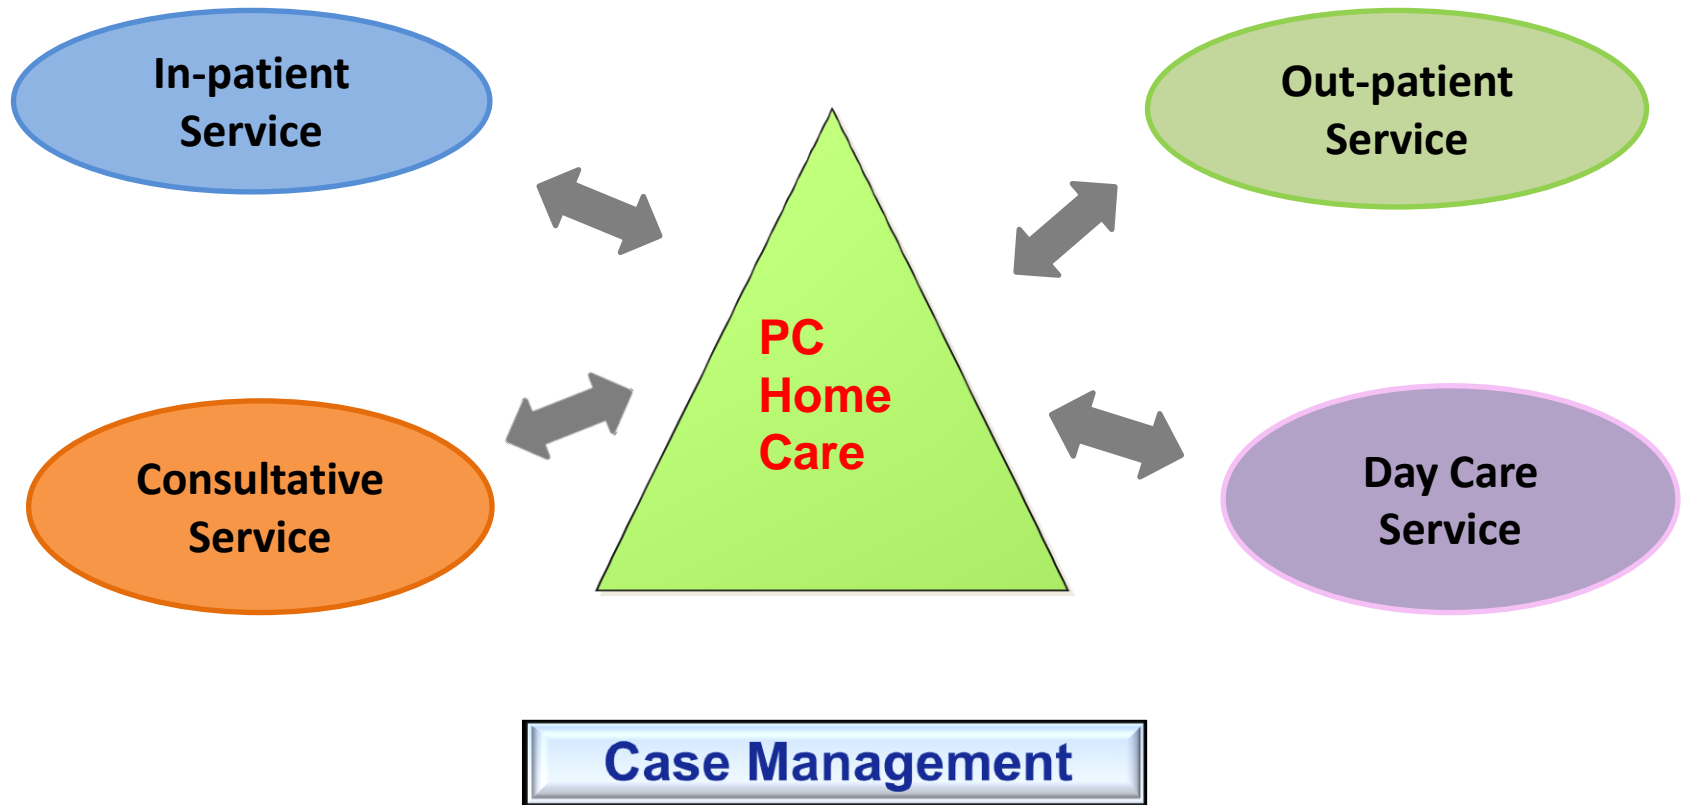 In-patient
Service
Out-patient
Service
PC
Home
Care
Consultative
Service
Day Care
Service
Case Management